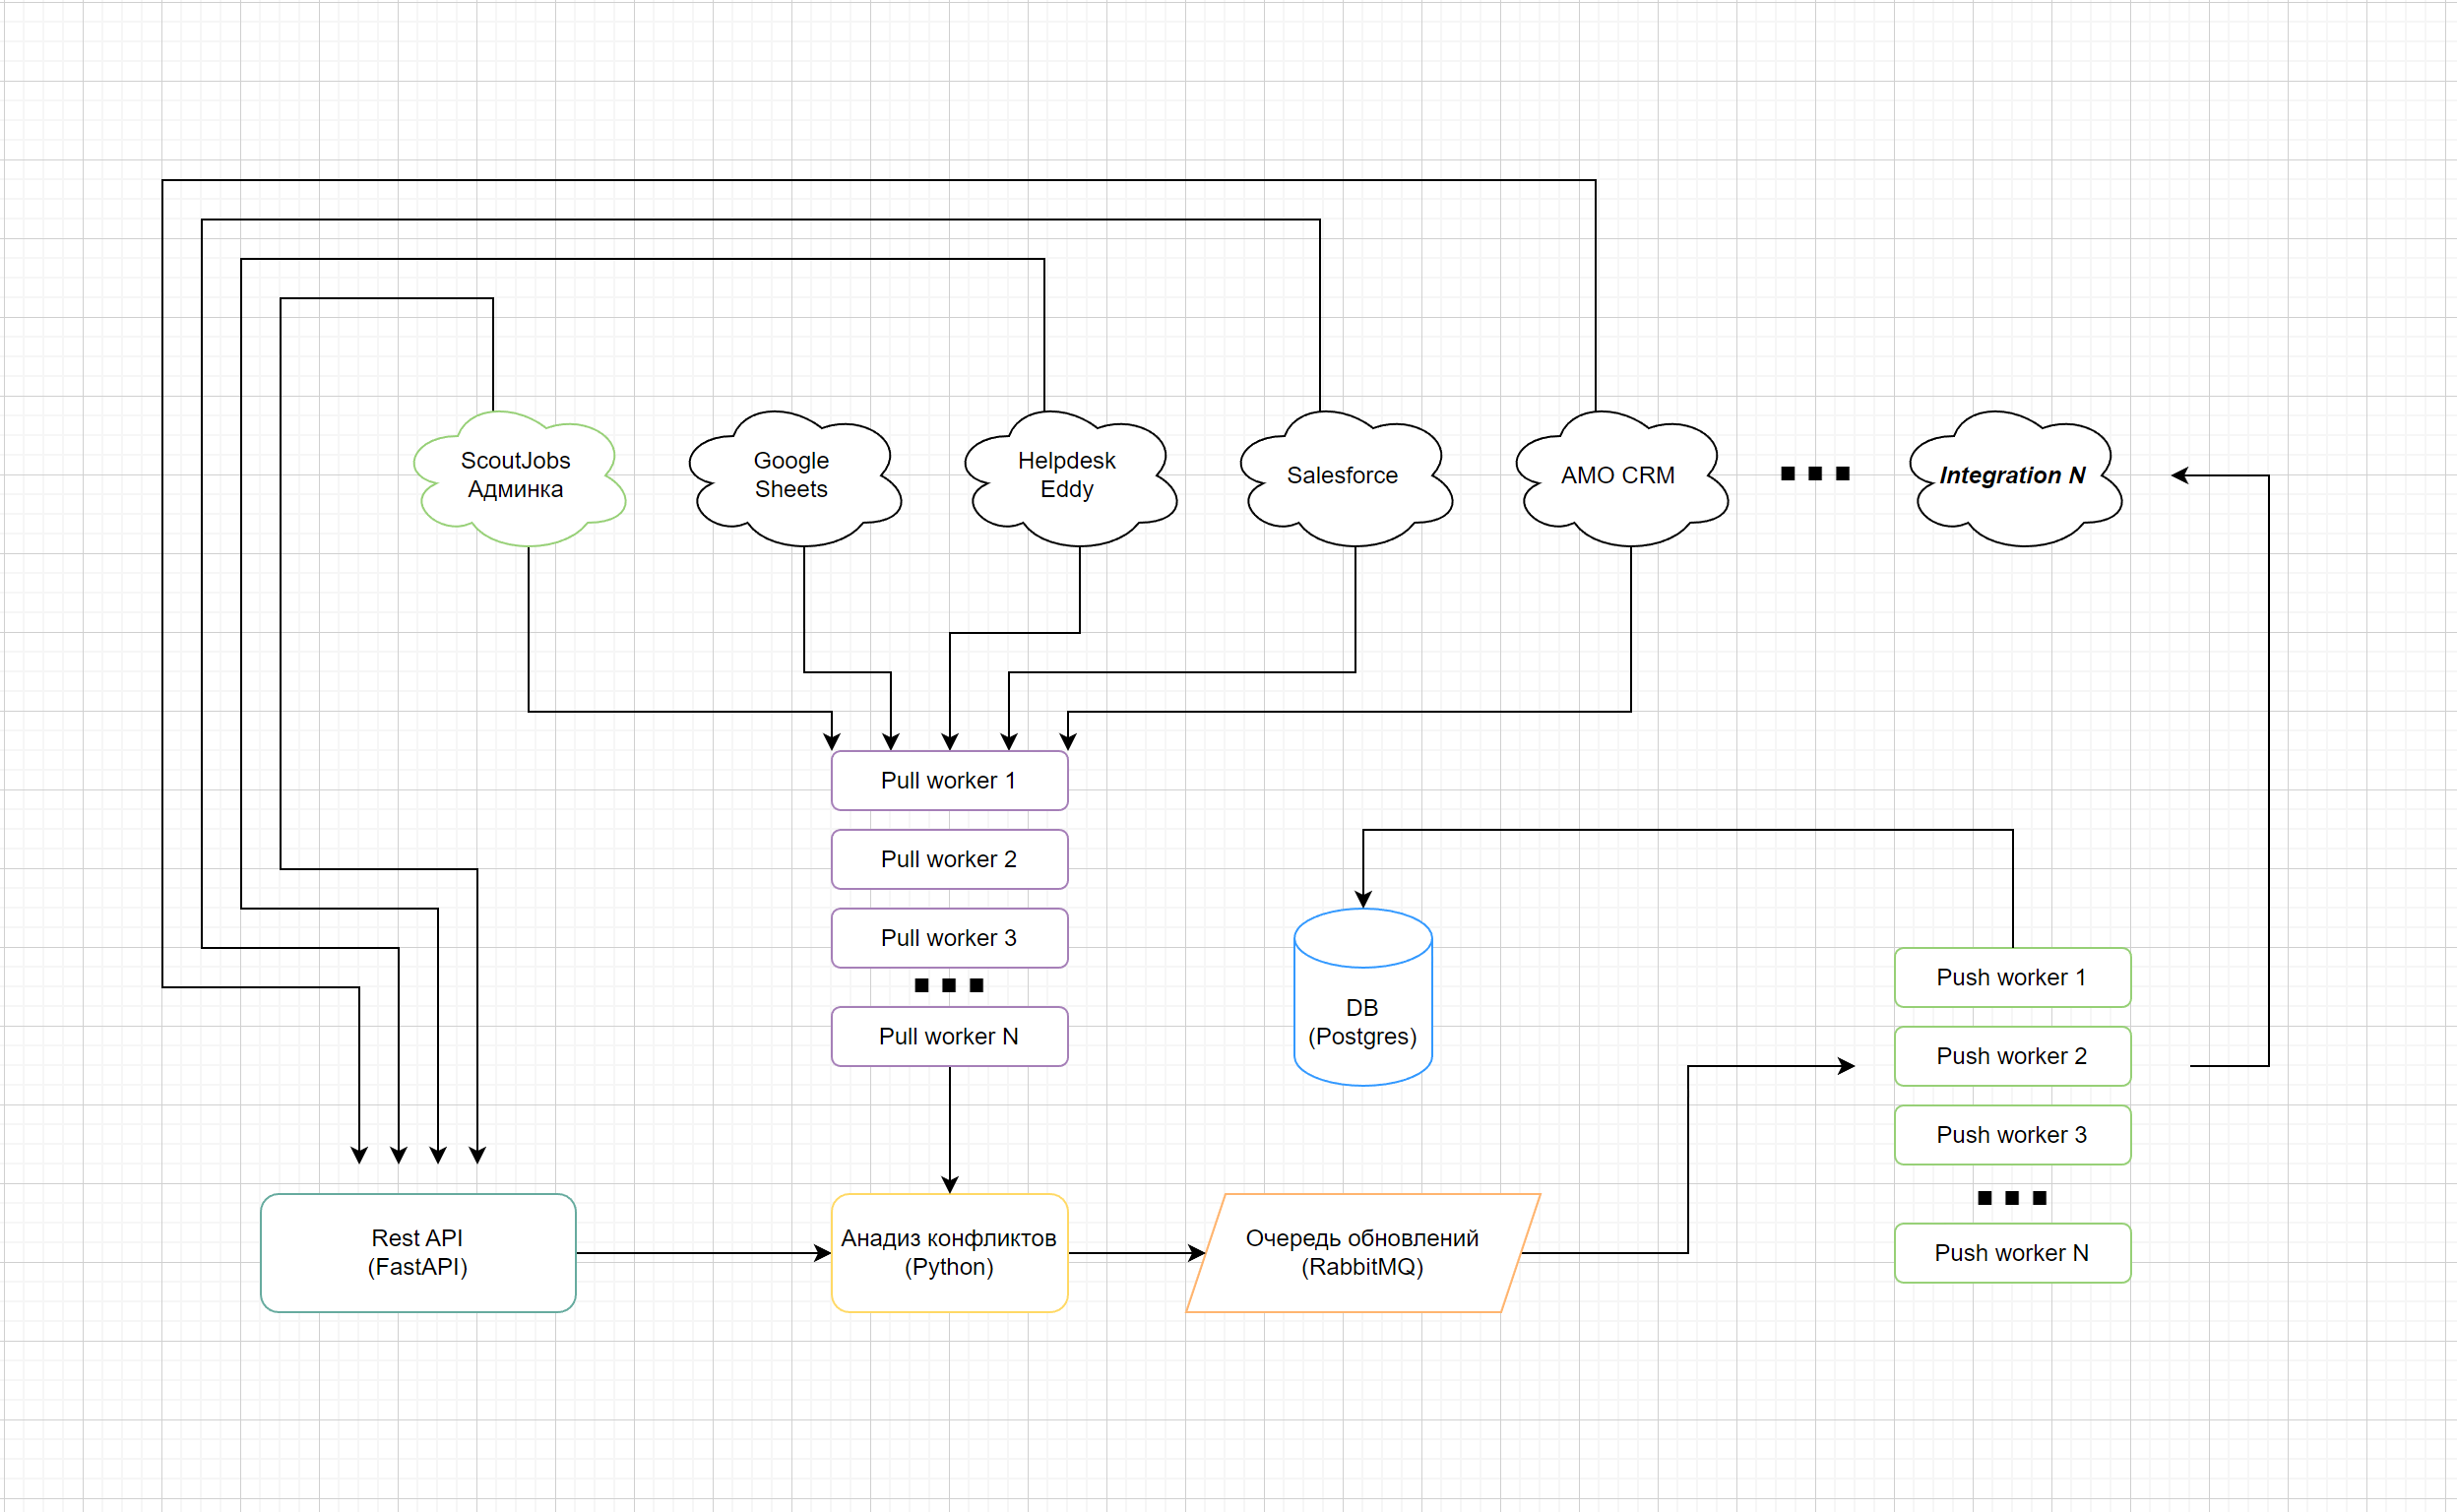 ScoutJobs
Админка
Google
Sheets
Helpdesk
Eddy
Salesforce
AMO CRM
Integration N
Pull worker 1
Pull worker 2
Pull worker 3
Pull worker N
DB
(Postgres)
Push worker 1
Push worker 2
Push worker 3
Push worker N
Rest API
(FastAPI)
Анадиз конфликтов
(Python)
Очередь обновлений
(RabbitMQ)